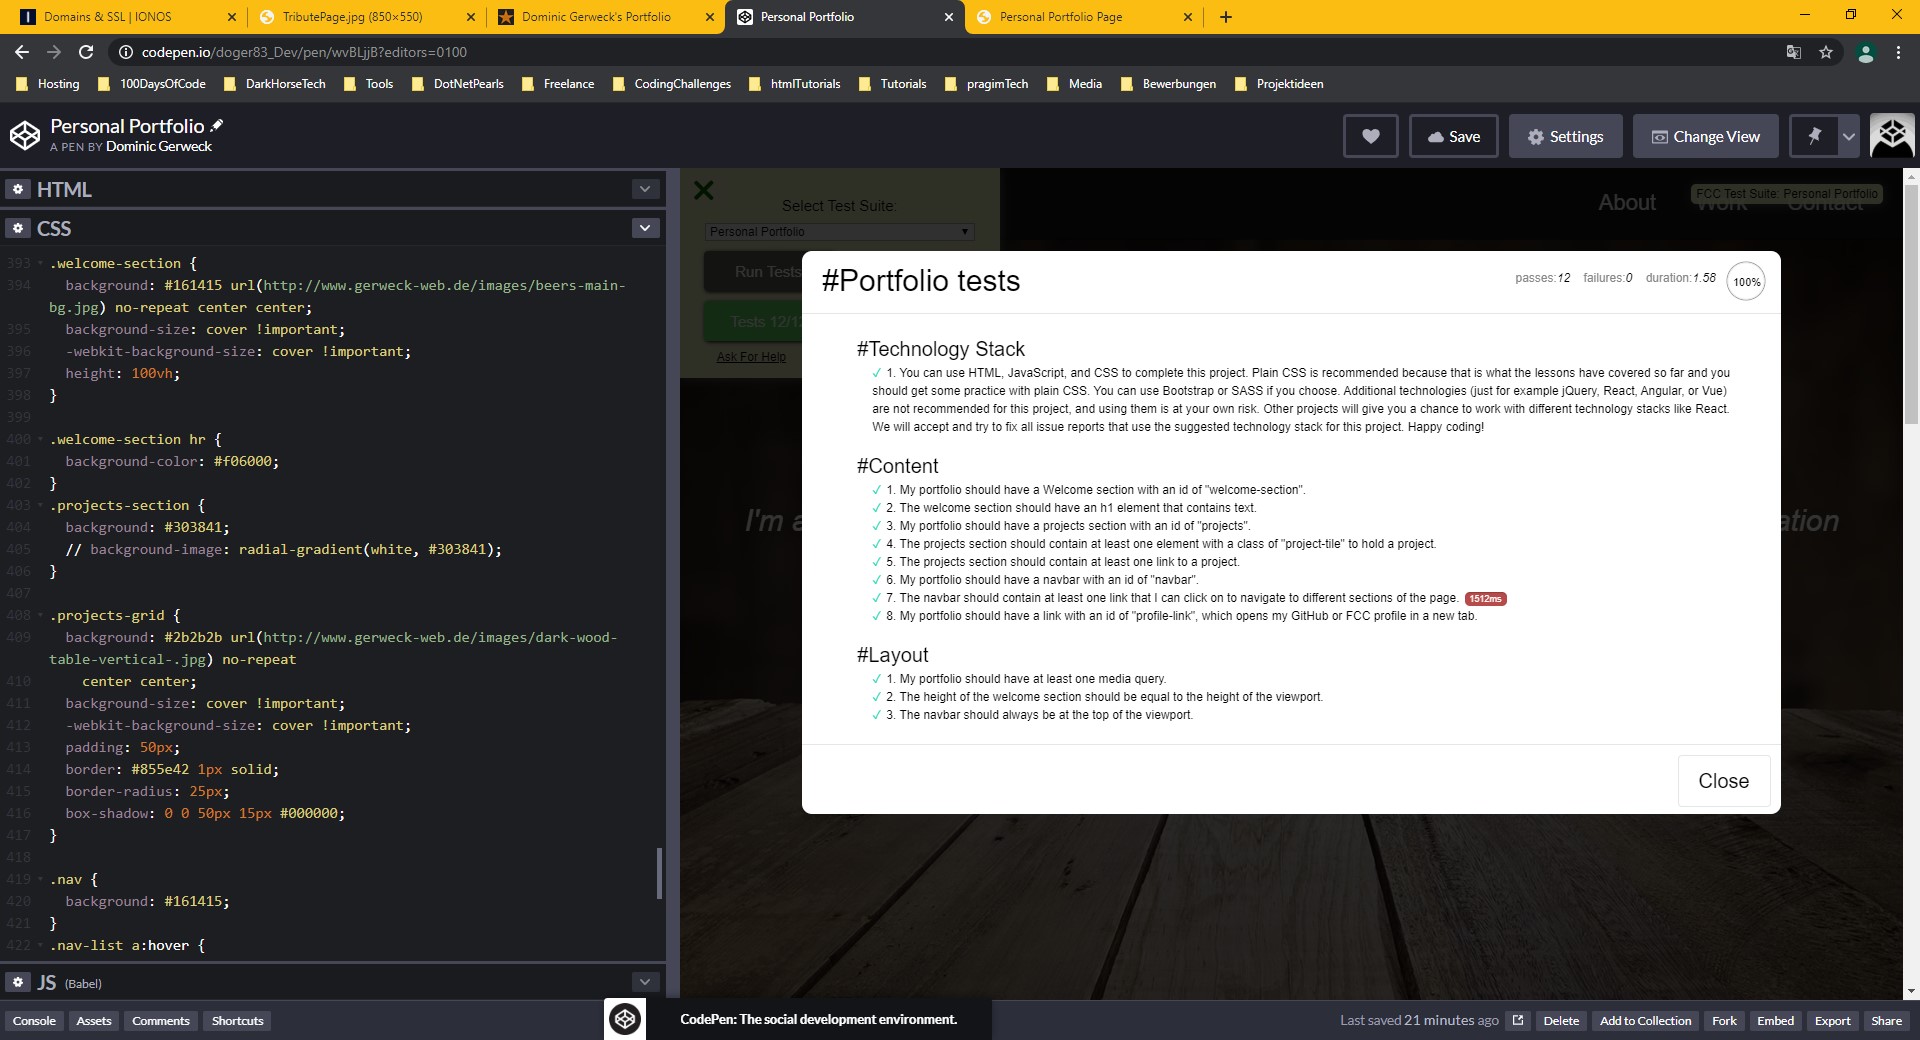 Domains & SSL | IONOS
TributePage.jpg (850×550)
Dominic Gerweck's Portfolio
Personal Portfolio
Personal Portfolio Page
codepen.io/doger83_Dev/pen/wvBLjjB?editors=0100
Hosting
100DaysOfCode
DarkHorseTech
Tools
DotNetPearls
Freelance
CodingChallenges
htmlTutorials
Tutorials
pragimTech
Media
Bewerbungen
Projektideen
Personal Portfolio
A PEN BY Dominic Gerweck
Save
Settings
Change View
HTML
CSS
393 .welcome-section {
394 background: #161415 url(http://www.gerweck-web.de/images/beers-main-
bg.jpg) no-repeat center center;
395 background-size: cover !important;
396 -webkit-background-size: cover !important;
397 height: 100vh;
398 }
399
400 .welcome-section hr {
401 background-color: #f06000;
402 }
403 .projects-section {
404 background: #303841;
405 // background-image: radial-gradient(white, #303841);
406 }
407
408 .projects-grid {
409 background: #2b2b2b url(http://www.gerweck-web.de/images/dark-wood-
table-vertical-.jpg) no-repeat
410 center center;
411 background-size: cover !important;
412 -webkit-background-size: cover !important;
413 padding: 50px;
414 border: #855e42 1px solid;
415 border-radius: 25px;
416 box-shadow: 0 0 50px 15px #000000;
417 }
418
419 .nav {
420 background: #161415;
421 }
422 .nav-list a:hover {
JS (Babel)
Select Test Suite:
Personal Portfolio
Run Tests
Tests 12/12
Ask For Help
About
Work
Contact
FCC Test Suite: Personal Portfolio
I'm a
ation
#Portfolio tests
passes:12 failures:0 duration:1.58 100%
#Technology Stack
✓ 1. You can use HTML, JavaScript, and CSS to complete this project. Plain CSS is recommended because that is what the lessons have covered so far and you
should get some practice with plain CSS. You can use Bootstrap or SASS if you choose. Additional technologies (just for example jQuery, React, Angular, or Vue)
are not recommended for this project, and using them is at your own risk. Other projects will give you a chance to work with different technology stacks like React.
We will accept and try to fix all issue reports that use the suggested technology stack for this project. Happy coding!
#Content
✓ 1. My portfolio should have a Welcome section with an id of "welcome-section".
✓ 2. The welcome section should have an h1 element that contains text.
✓ 3. My portfolio should have a projects section with an id of "projects".
✓ 4. The projects section should contain at least one element with a class of "project-tile" to hold a project.
✓ 5. The projects section should contain at least one link to a project.
✓ 6. My portfolio should have a navbar with an id of "navbar".
✓ 7. The navbar should contain at least one link that I can click on to navigate to different sections of the page. 1512ms
✓ 8. My portfolio should have a link with an id of "profile-link", which opens my GitHub or FCC profile in a new tab.
#Layout
✓ 1. My portfolio should have at least one media query.
✓ 2. The height of the welcome section should be equal to the height of the viewport.
✓ 3. The navbar should always be at the top of the viewport.
Close
Console
Assets
Comments
Shortcuts
CodePen: The social development environment.
Last saved 21 minutes ago
Delete
Add to Collection
Fork
Embed
Export
Share